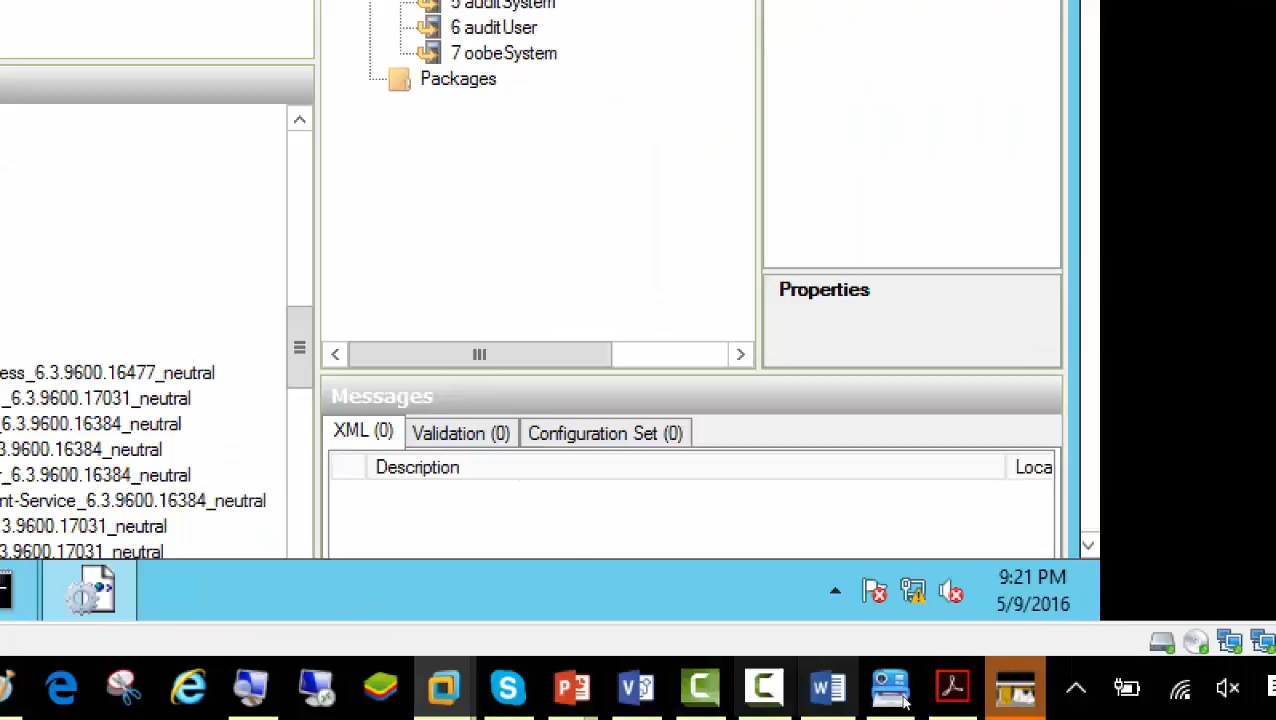 5 auditSystem
6 auditUser
7 oobeSystem
Packages
Properties
ess_6.3.9600.16477_neutral
_6.3.9600.17031_neutral
6.3.9600.16384_neutral
3.9600.16384_neutral
r_6.3.9600.16384_neutral
nt-Service_6.3.9600.16384_neutral
3.9600.17031_neutral
3.9600.17031_neutral
Messages
XML (0)
Validation (0)
Configuration Set (0)
Description
Loca
9:21 PM
5/9/2016